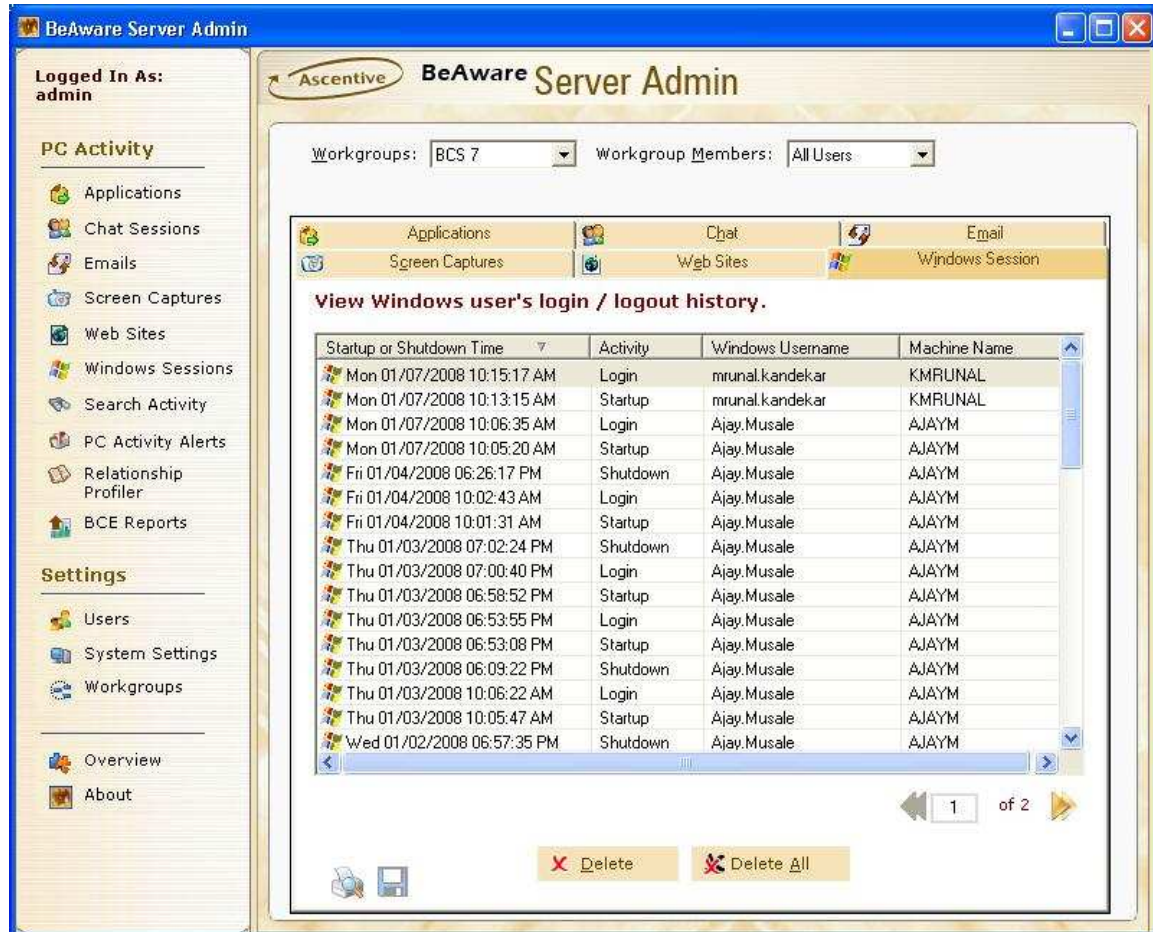 BeAware Server Admin
Logged In As:
admin
PC Activity
Applications
Chat Sessions
Emails
Screen Captures
Web Sites
Windows Sessions
Search Activity
PC Activity Alerts
Relationship
Profiler
BCE Reports
Settings
Users
System Settings
Workgroups
Overview
About
Ascentive BeAware Server Admin
Workgroups: BCS 7 Workgroup Members: All Users
Applications Chat Email
Screen Captures Web Sites Windows Session
View Windows user's login / logout history.
Startup or Shutdown Time Activity Windows Username Machine Name
Mon 01/07/2008 10:15:17 AM Login mrunal.kandekar KMRUNAL
Mon 01/07/2008 10:13:15 AM Startup mrunal.kandekar KMRUNAL
Mon 01/07/2008 10:06:35 AM Login Ajay.Musale AJAYM
Mon 01/07/2008 10:05:20 AM Startup Ajay.Musale AJAYM
Fri 01/04/2008 06:26:17 PM Shutdown Ajay.Musale AJAYM
Fri 01/04/2008 10:02:43 AM Login Ajay.Musale AJAYM
Fri 01/04/2008 10:01:31 AM Startup Ajay.Musale AJAYM
Thu 01/03/2008 07:02:24 PM Shutdown Ajay.Musale AJAYM
Thu 01/03/2008 07:00:40 PM Login Ajay.Musale AJAYM
Thu 01/03/2008 06:58:52 PM Startup Ajay.Musale AJAYM
Thu 01/03/2008 06:53:55 PM Login Ajay.Musale AJAYM
Thu 01/03/2008 06:53:08 PM Startup Ajay.Musale AJAYM
Thu 01/03/2008 06:09:22 PM Shutdown Ajay.Musale AJAYM
Thu 01/03/2008 10:06:22 AM Login Ajay.Musale AJAYM
Thu 01/03/2008 10:05:47 AM Startup Ajay.Musale AJAYM
Wed 01/02/2008 06:57:35 PM Shutdown Ajay.Musale AJAYM
1 of 2
Delete Delete All